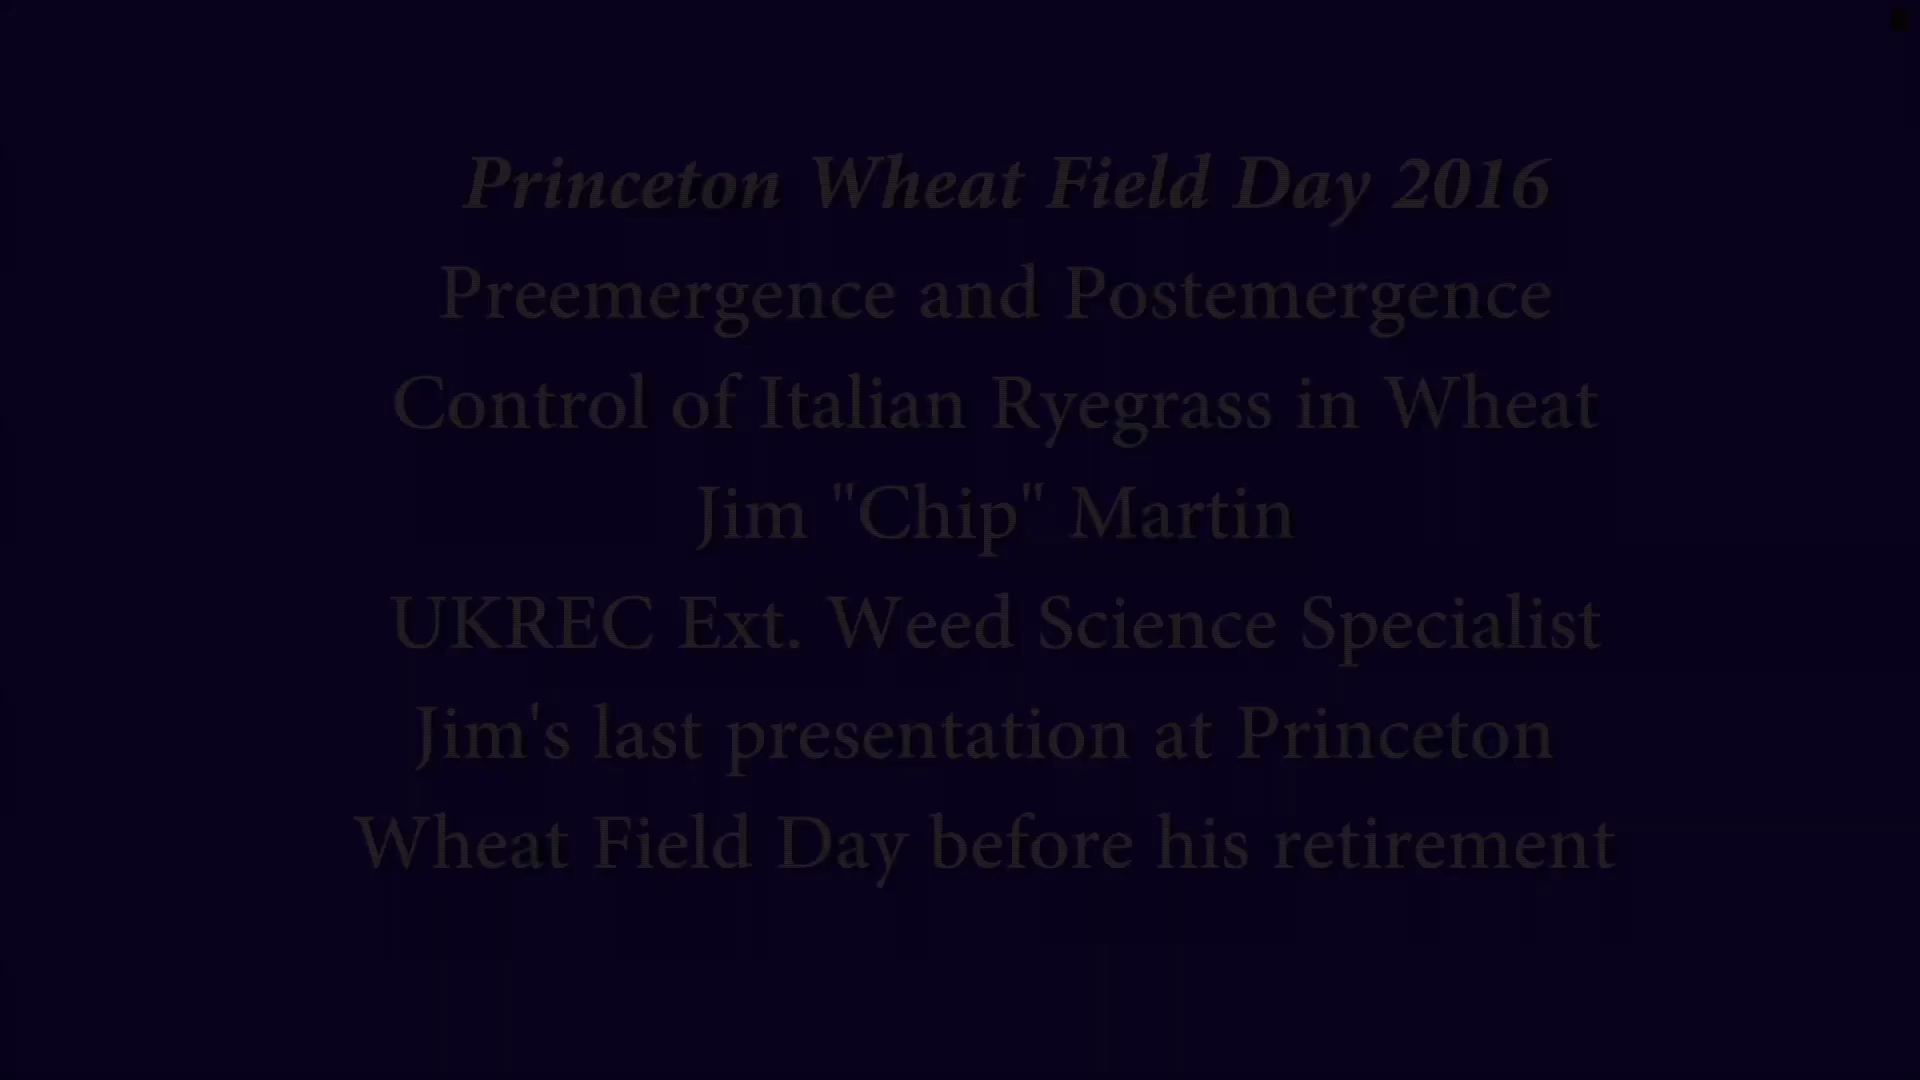 Princeton Wheat Field Day 2016
Preemergence and Postemergence
Control of Italian Ryegrass in Wheat
Jim "Chip" Martin
UKREC Ext. Weed Science Specialist
Jim's last presentation at Princeton
Wheat Field Day before his retirement